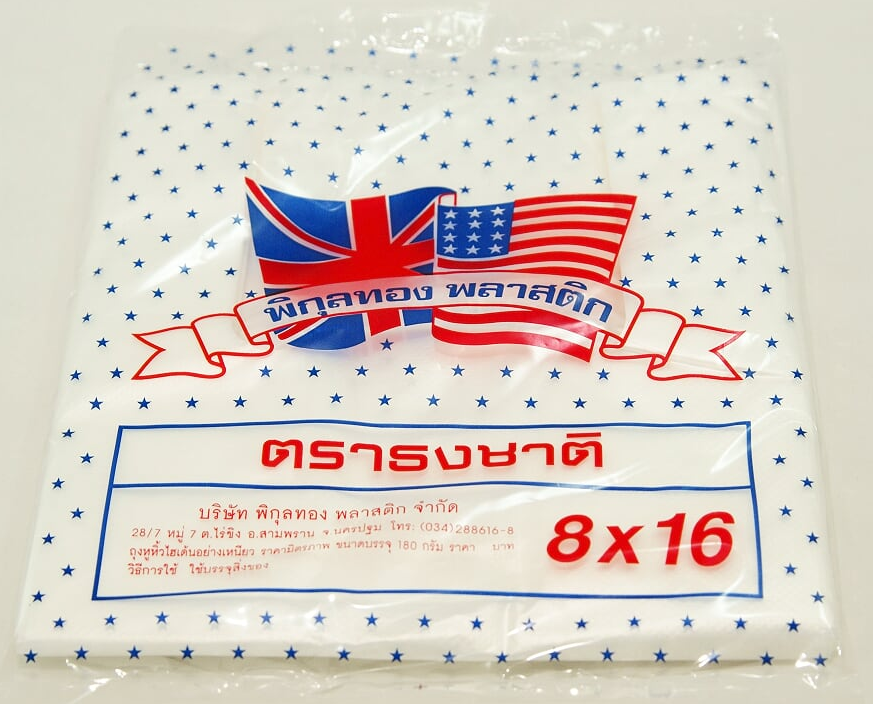 พิกุลทอง พลาสติก
ตราธงชาติ
บริษัท พิกุลทอง พลาสติก จำกัด
28/7 หมู่ 7 ต.ไร่ขิง อ.สามพราน จ.นครปฐม โทร: (034)288616-8
ถุงหูหิ้วไฮเด้นอย่างเหนียว ราคามิตรภาพ ขนาดบรรจุ 180 กรัม ราคา บาท
วิธีการใช้ ใช้บรรจุสิ่งของ
8x16